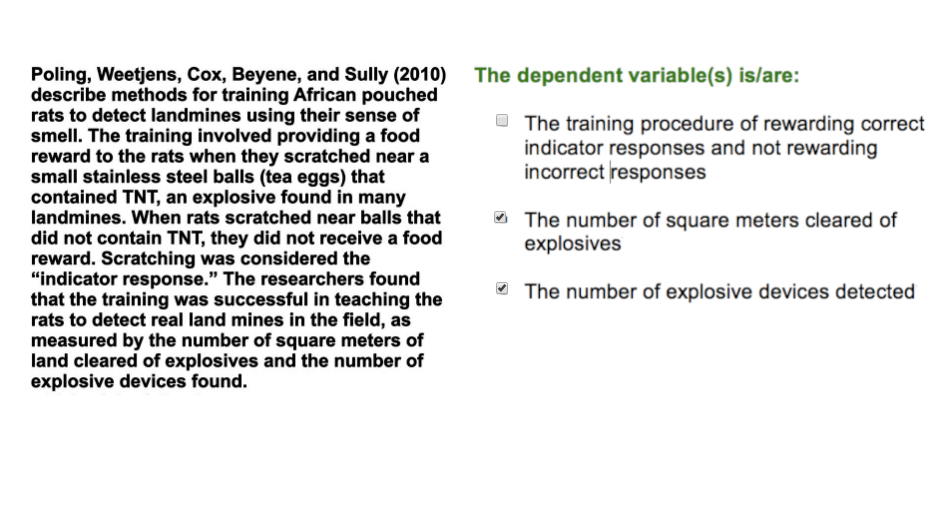 Poling, Weetjens, Cox, Beyene, and Sully (2010)
describe methods for training African pouched
rats to detect landmines using their sense of
smell. The training involved providing a food
reward to the rats when they scratched near a
small stainless steel balls (tea eggs) that
contained TNT, an explosive found in many
landmines. When rats scratched near balls that
did not contain TNT, they did not receive a food
reward. Scratching was considered the
“indicator response.” The researchers found
that the training was successful in teaching the
rats to detect real land mines in the field, as
measured by the number of square meters of
land cleared of explosives and the number of
explosive devices found.
The dependent variable(s) is/are:
The training procedure of rewarding correct
indicator responses and not rewarding
incorrect responses
The number of square meters cleared of
explosives
The number of explosive devices detected